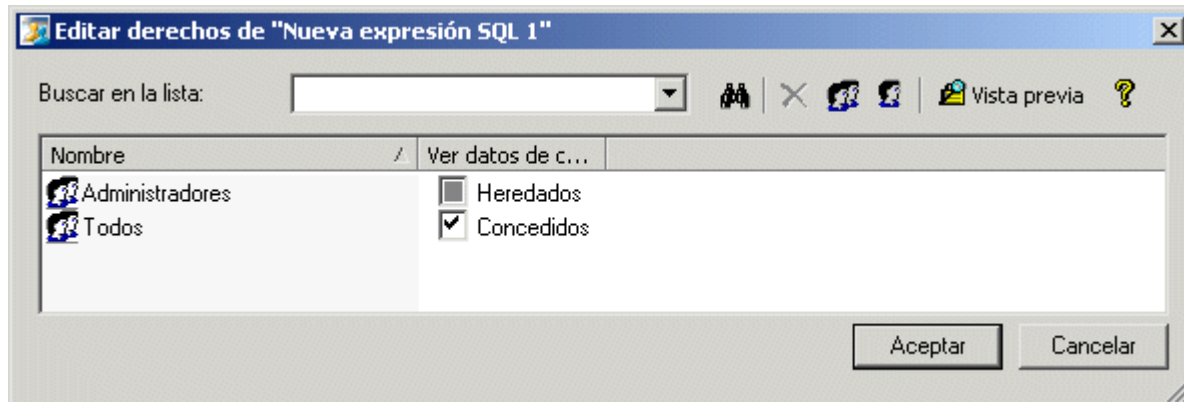 Editar derechos de "Nueva expresión SQL 1"
Buscar en la lista:
Vista previa
Nombre Ver datos de c...
Administradores Heredados
Todos Concedidos
Aceptar Cancelar